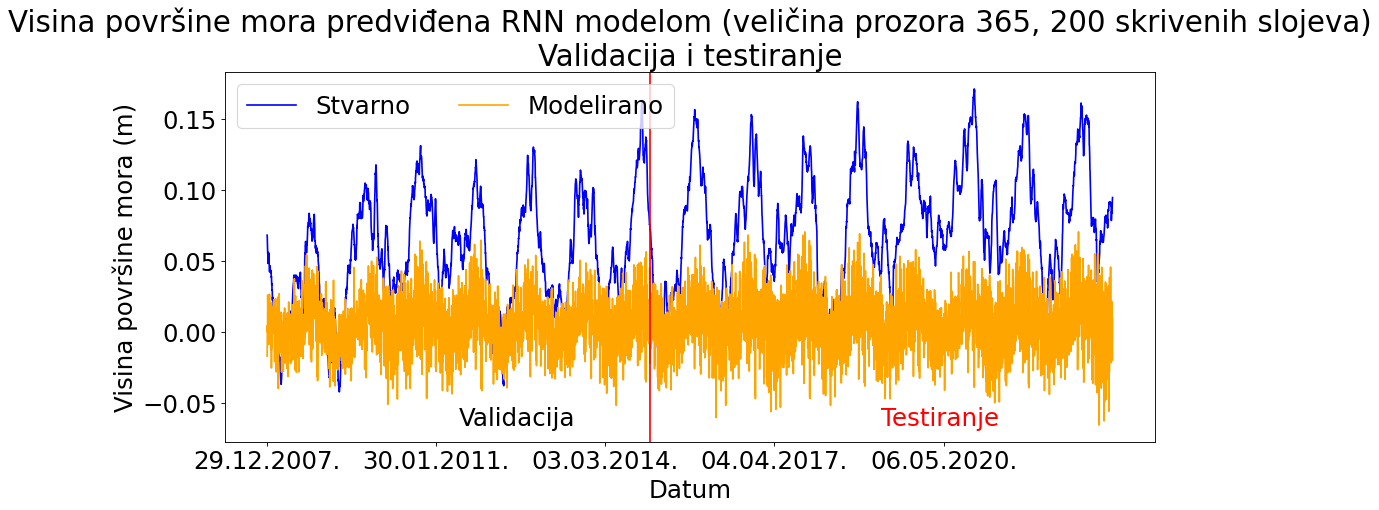 Visina površine mora predviđena RNN modelom (veličina prozora 365, 200 skrivenih slojeva)
Validacija i testiranje
Stvarno Modelirano
Visina površine mora (m)
0.15
0.10
0.05
0.00
−0.05
Validacija Testiranje
29.12.2007. 30.01.2011. 03.03.2014. 04.04.2017. 06.05.2020.
Datum